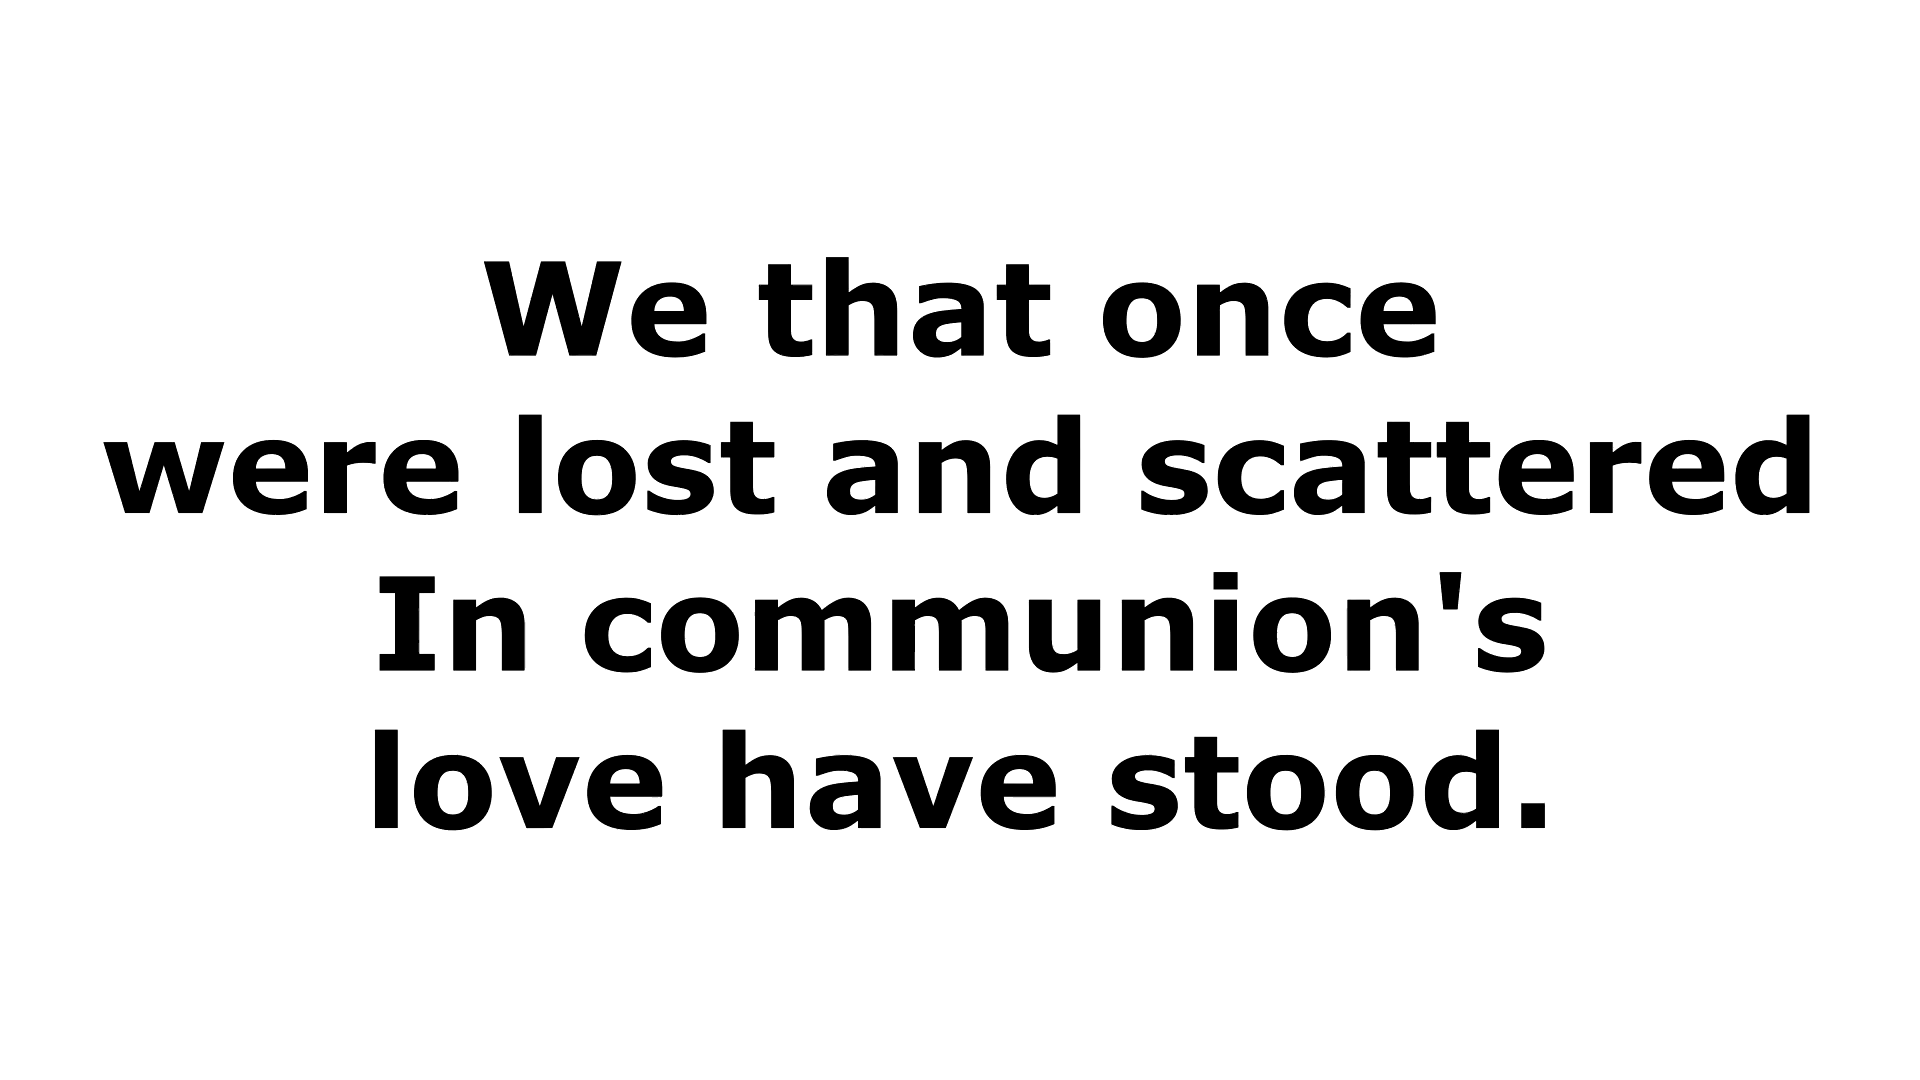 We that once
were lost and scattered
In communion's
love have stood.